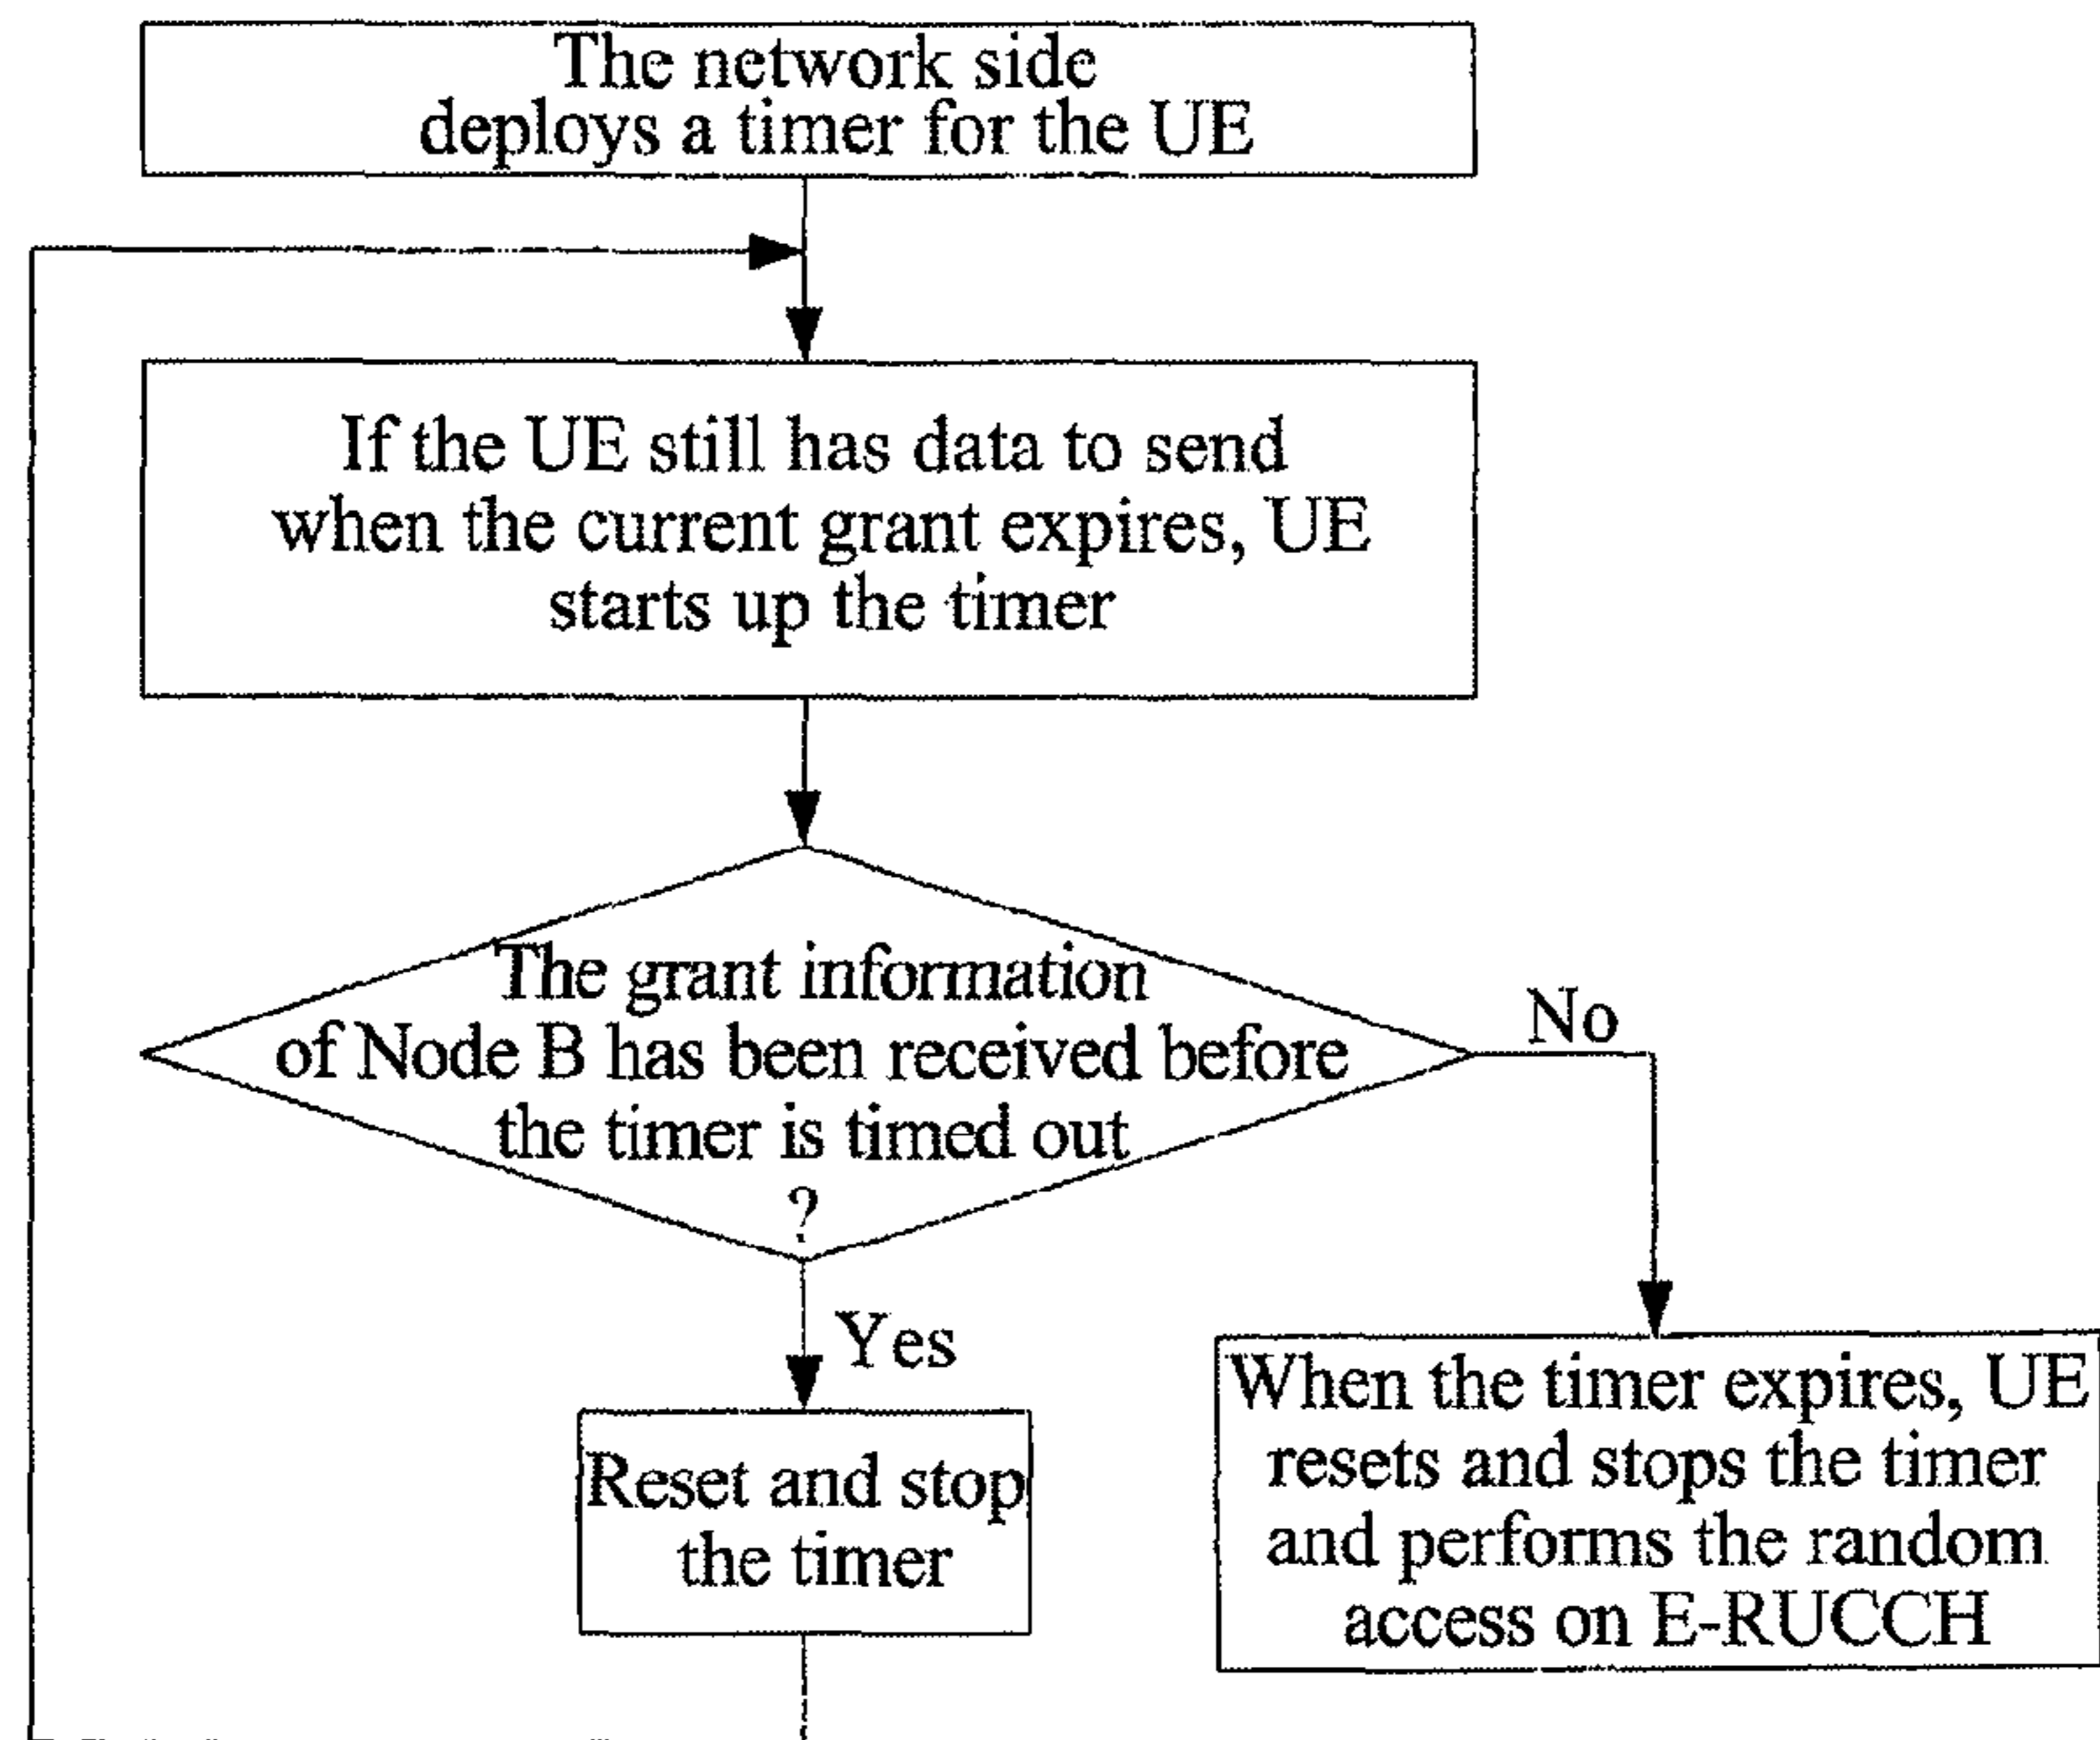 The network side
deploys a timer for the UE
If the UE still has data to send
when the current grant expires, UE
starts up the timer
The grant information
of Node B has been received before
the timer is timed out
?
No
Yes
Reset and stop
the timer
When the timer expires, UE
resets and stops the timer
and performs the random
access on E-RUCCH